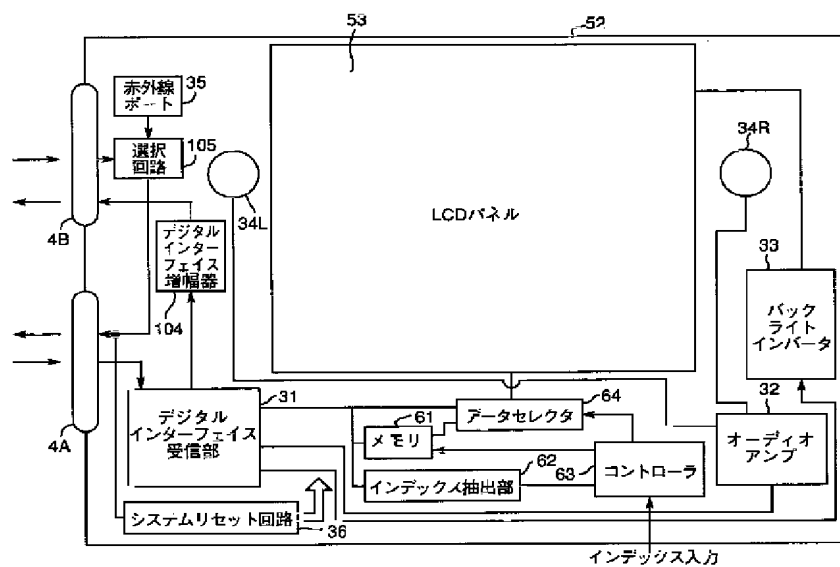 53
52
赤外線
ポート
35
選択
回路
105
34L
34R
4B
デジタル
インター
フェイス
増幅器
104
LCDパネル
33
バック
ライト
インバータ
4A
デジタル
インターフェイス
受信部
31
61
メモリ
データセレクタ
64
32
オーディオ
アンプ
インデックス抽出部
62
63
コントローラ
システムリセット回路
36
インデックス入力